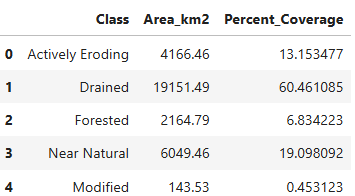 Class Area_km2 Percent_Coverage
0 Actively Eroding 4166.46 13.153477
1 Drained 19151.49 60.461085
2 Forested 2164.79 6.834223
3 Near Natural 6049.46 19.098092
4 Modified 143.53 0.453123